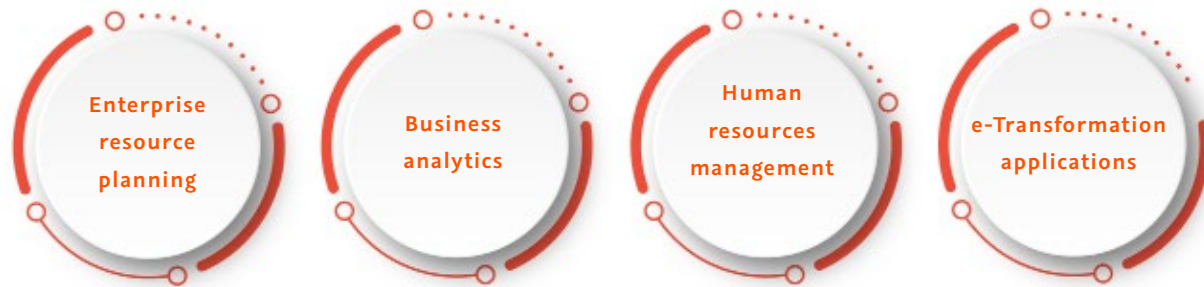 Enterprise
resource
planning
Business
analytics
Human
resources
management
e-Transformation
applications